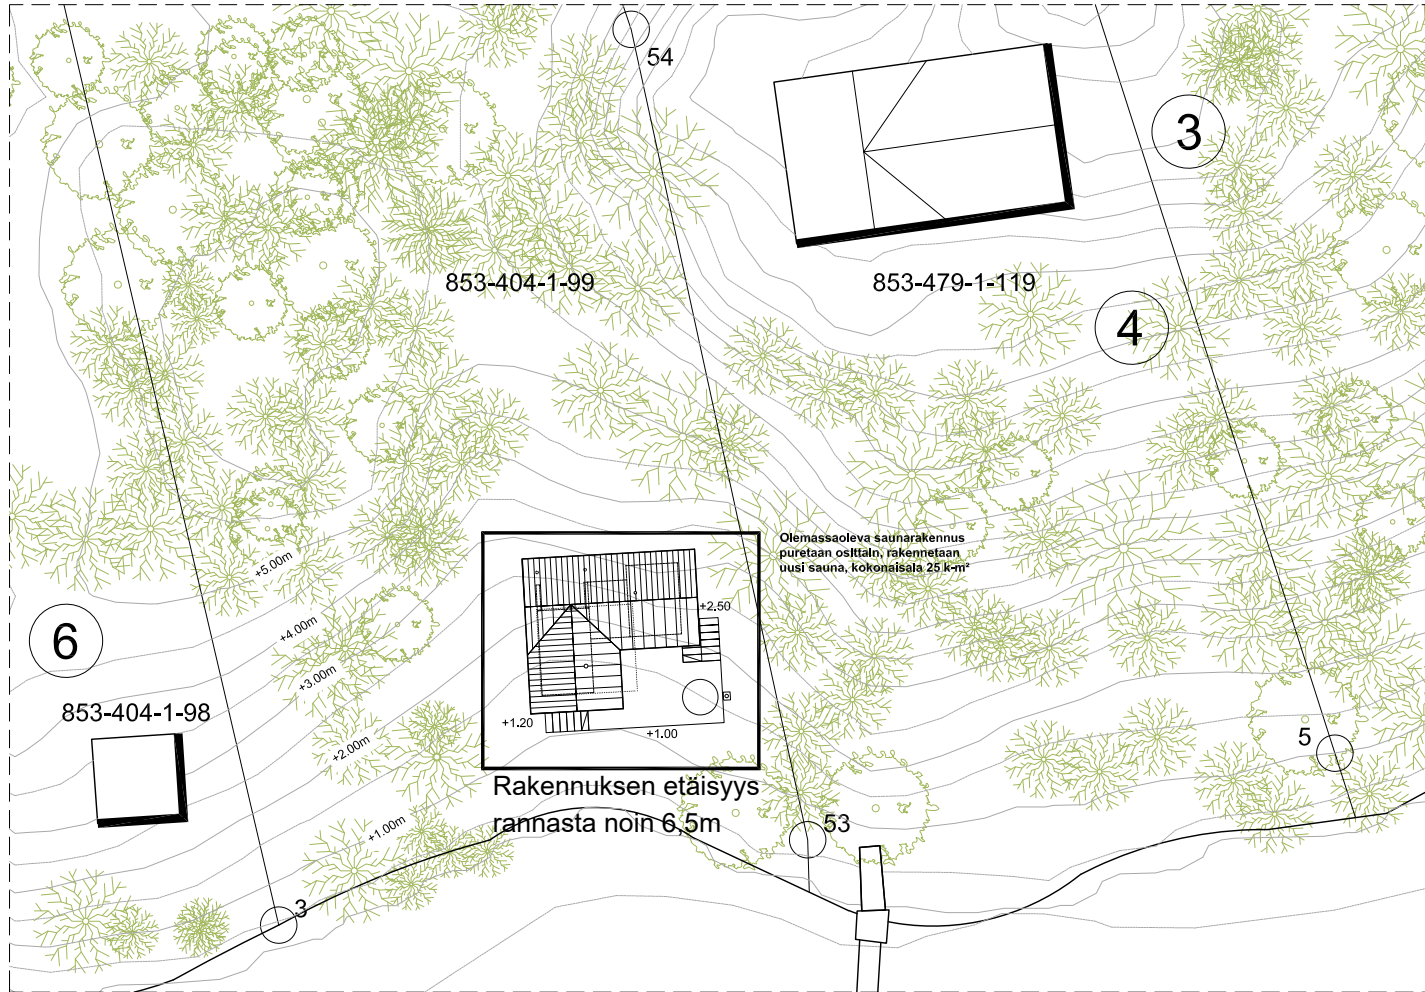 54
3
853-404-1-99
853-479-1-119
4
Olemassaoleva saunarakennus
puretaan osittain, rakennetaan
uusi sauna, kokonaisala 25 k-m²
+5.00m
+2.50
+4.00m
6
+3.00m
853-404-1-98
+1.20
+1.00
+2.00m
5
Rakennuksen etäisyys
rannasta noin 6,5m
+1.00m
53
3